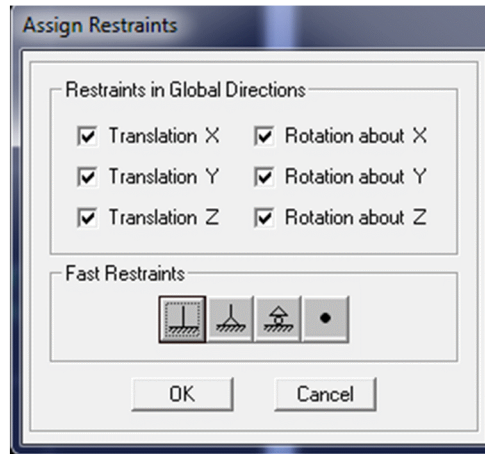 Assign Restraints
Restraints in Global Directions
Translation X
Rotation about X
Translation Y
Rotation about Y
Translation Z
Rotation about Z
Fast Restraints
OK
Cancel